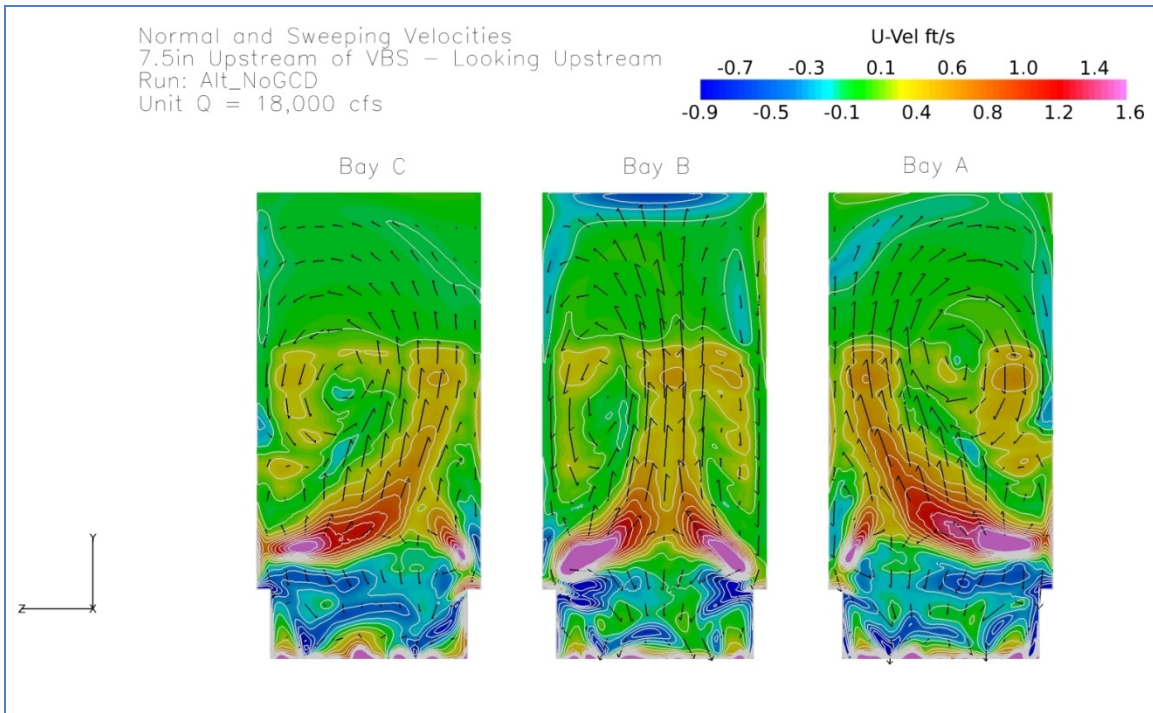 Normal and Sweeping Velocities
7.5in Upstream of VBS – Looking Upstream
Run: Alt_NoGCD
Unit Q = 18,000 cfs
U-Vel ft/s
-0.7 -0.3 0.1 0.6 1.0 1.4
-0.9 -0.5 -0.1 0.4 0.8 1.2 1.6
Bay C Bay B Bay A
Y
Z X